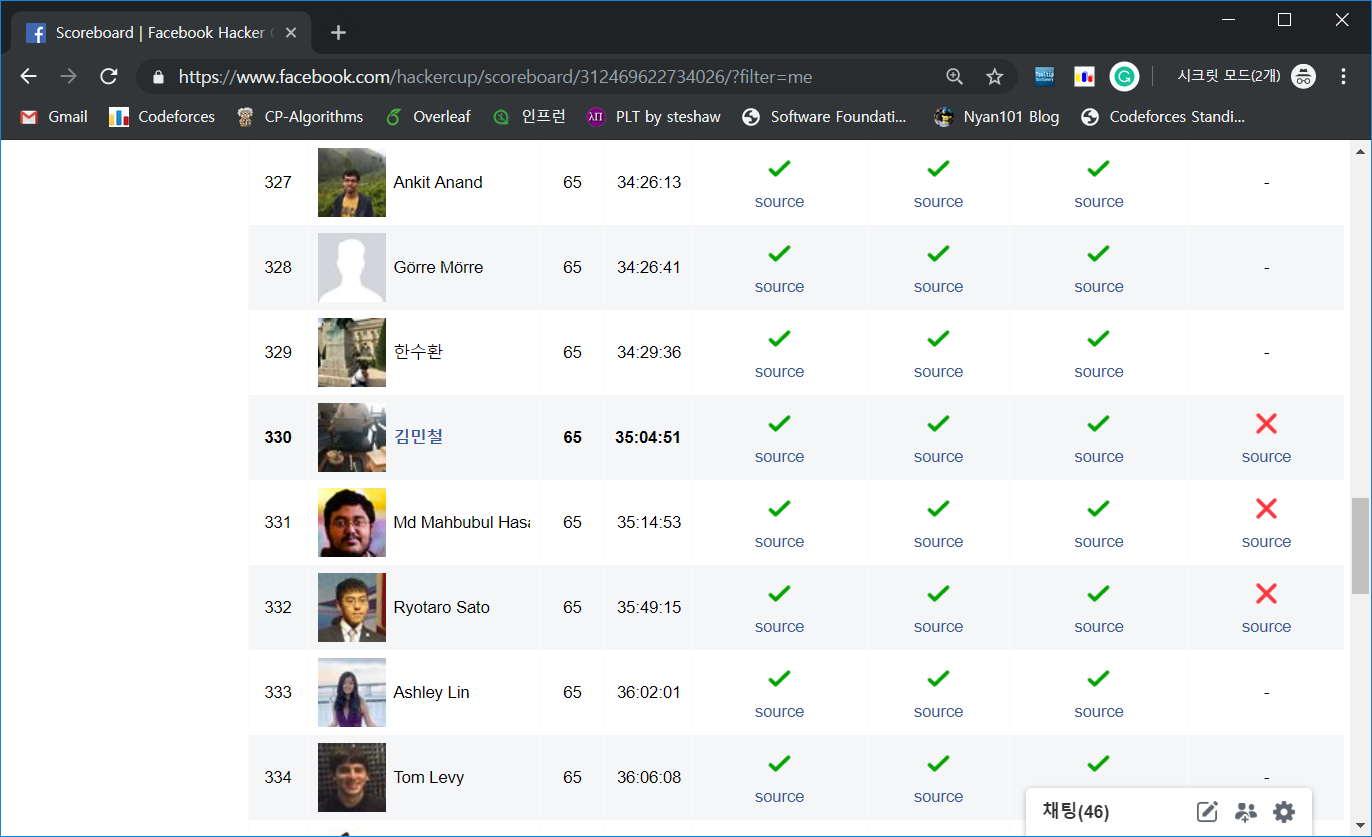 Scoreboard | Facebook Hacker
https://www.facebook.com/hackercup/scoreboard/312469622734026/?filter=me
시크릿 모드(2개)
Gmail Codeforces CP-Algorithms Overleaf 인프런 PLT by steshaw Software Foundati... Nyan101 Blog Codeforces Standi...
327 Ankit Anand 65 34:26:13 -
source source source
328 Görre Mörre 65 34:26:41 -
source source source
329 한수환 65 34:29:36 -
source source source
330 김민철 65 35:04:51
source source source source
331 Md Mahbubul Hasa 65 35:14:53
source source source source
332 Ryotaro Sato 65 35:49:15
source source source source
333 Ashley Lin 65 36:02:01 -
source source source
334 Tom Levy 65 36:06:08 -
source source source
채팅(46)